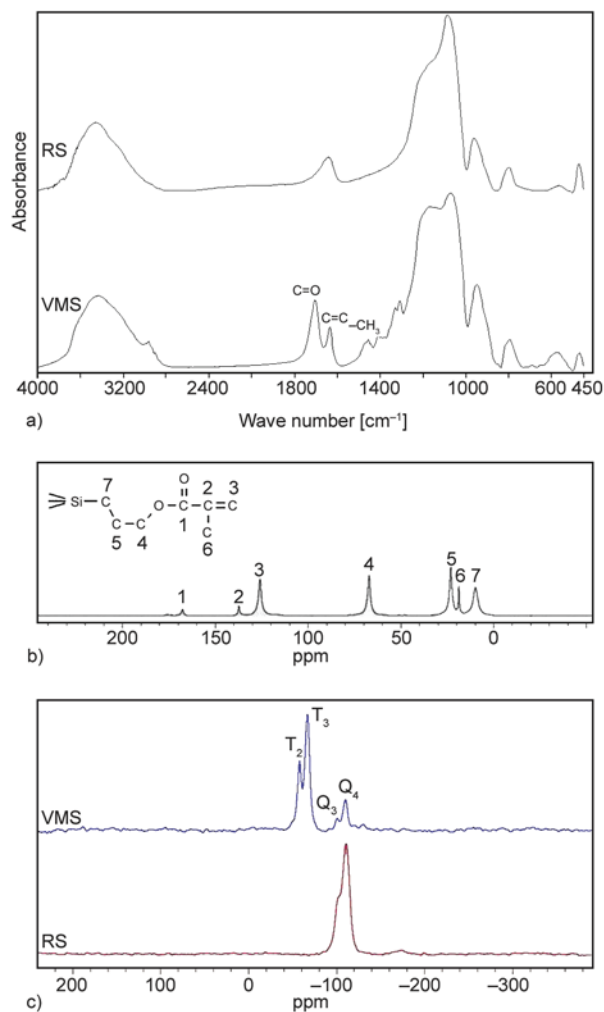 Absorbance
RS
VMS
C=O
C=C
–CH₃
4000 3200 2400 1800 1400 1000 600 450
Wave number [cm⁻¹]
a)
7
Si C O C C C
O
2 3
1
5 4 C C
C
6
1 2 3 4 5 6 7
200 150 100 50 0
ppm
b)
T₂
T₃
Q₃
Q₄
VMS
RS
200 100 0 –100 –200 –300
ppm
c)